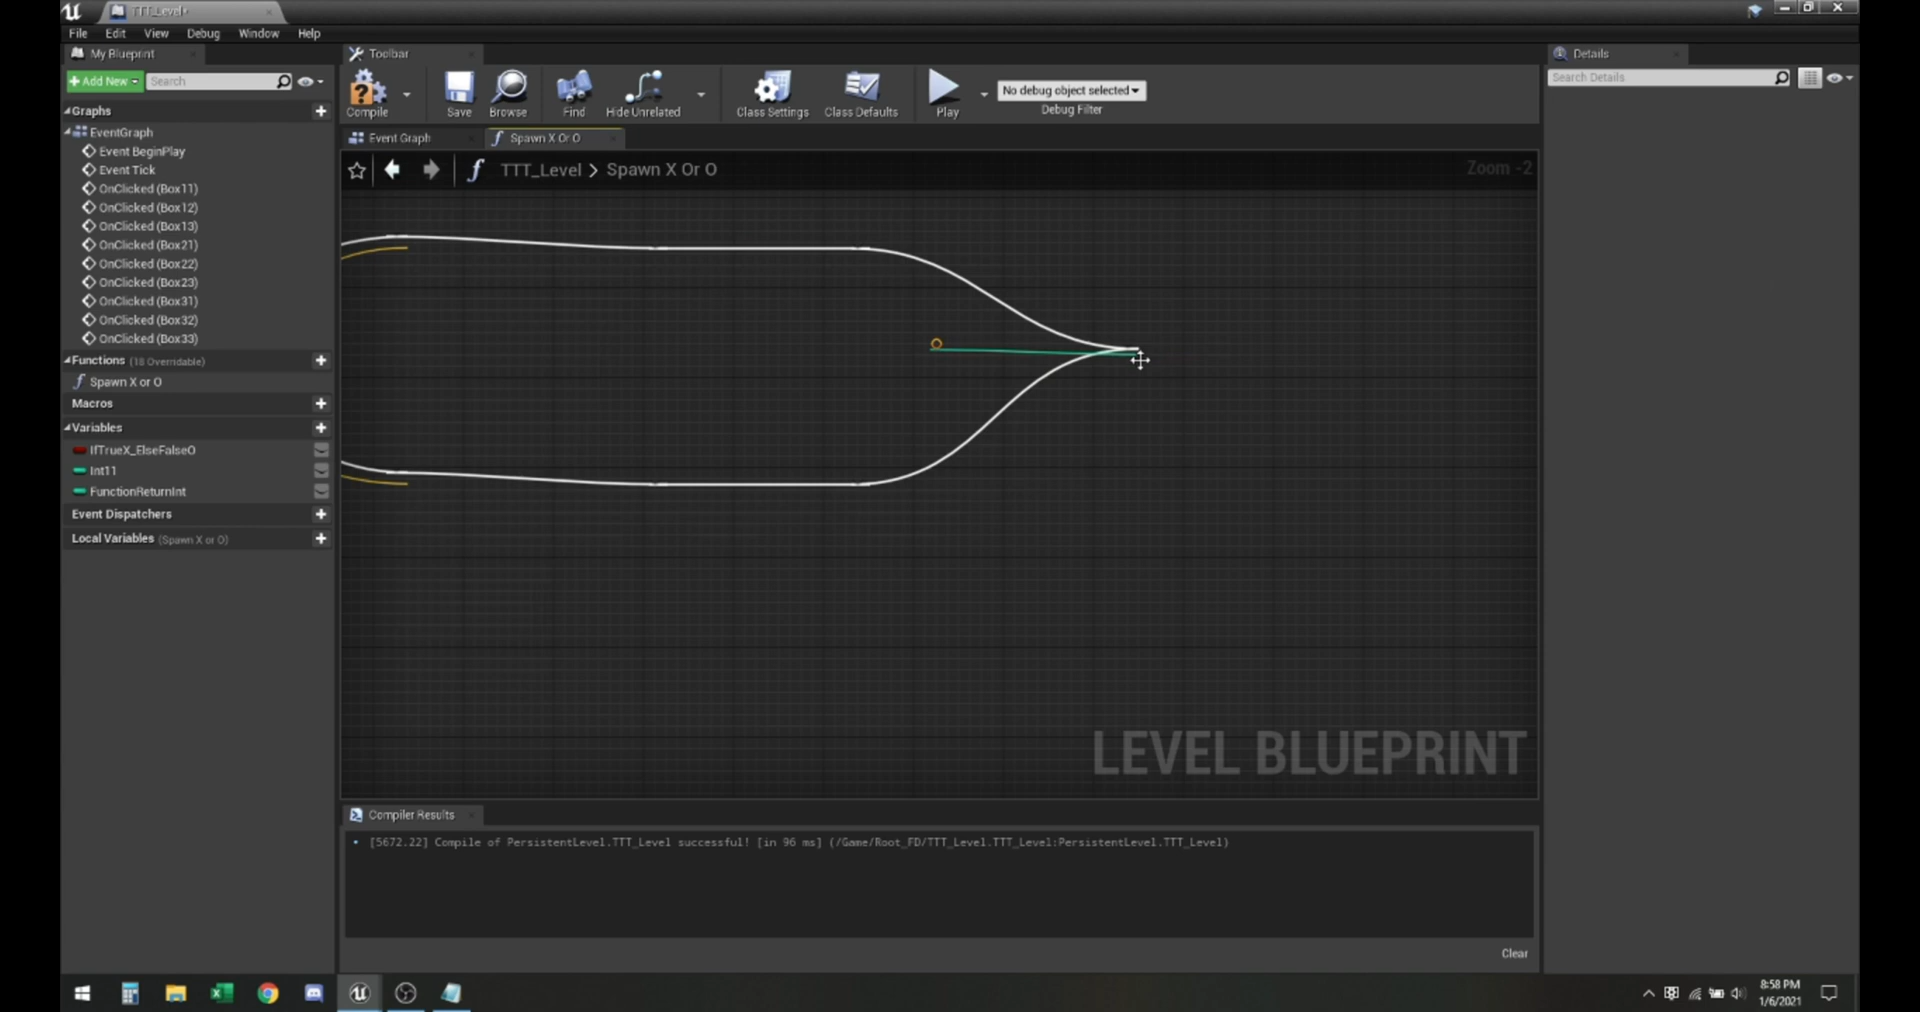 TTT_Level*
File Edit View Debug Window Help
My Blueprint
Toolbar
Details
Add New
Search
Compile
Save
Browse
Find
Hide Unrelated
Class Settings
Class Defaults
Play
No debug object selected
Debug Filter
Search Details
Graphs
EventGraph
Event BeginPlay
Event Tick
OnClicked (Box11)
OnClicked (Box12)
OnClicked (Box13)
OnClicked (Box21)
OnClicked (Box22)
OnClicked (Box23)
OnClicked (Box31)
OnClicked (Box32)
OnClicked (Box33)
Functions (18 Overridable)
Spawn X or O
Macros
Variables
IfTrueX_ElseFalseO
Int11
FunctionReturnInt
Event Dispatchers
Local Variables (Spawn X or O)
Event Graph
Spawn X Or O
TTT_Level > Spawn X Or O
Zoom -2
LEVEL BLUEPRINT
Compiler Results
[5672.22] Compile of PersistentLevel.TTT_Level successful! [in 96 ms] (/Game/Root_FD/TTT_Level.TTT_Level:PersistentLevel.TTT_Level)
Clear
8:58 PM
1/6/2021